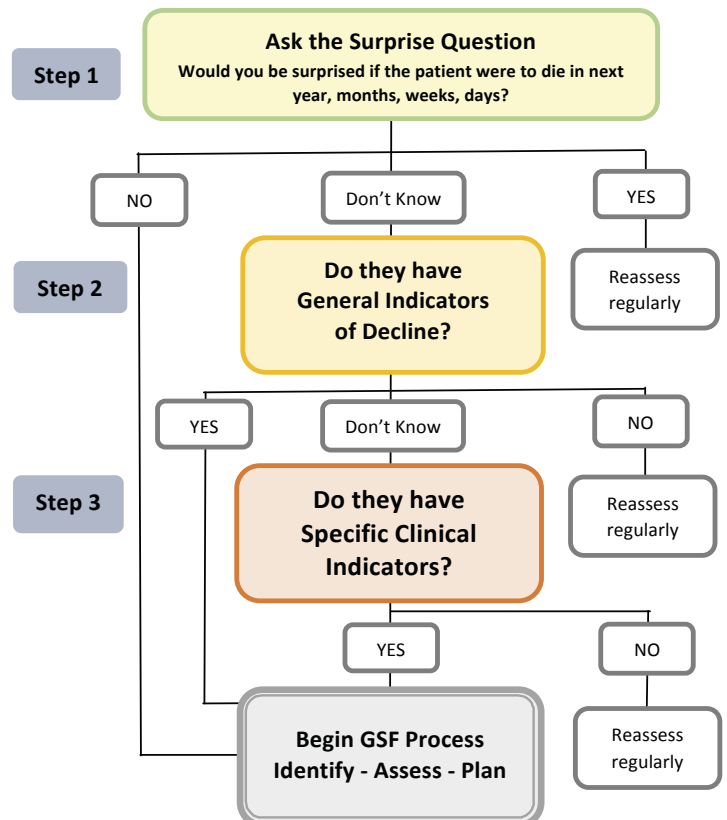 Ask the Surprise Question
Step 1
Would you be surprised if the patient were to die in next
year, months, weeks, days?
NO
Don't Know
YES
Step 2
Do they have
General Indicators
of Decline?
Reassess
regularly
YES
Don't Know
NO
Step 3
Do they have
Specific Clinical
Indicators?
Reassess
regularly
YES
NO
Begin GSF Process
Identify - Assess - Plan
Reassess
regularly